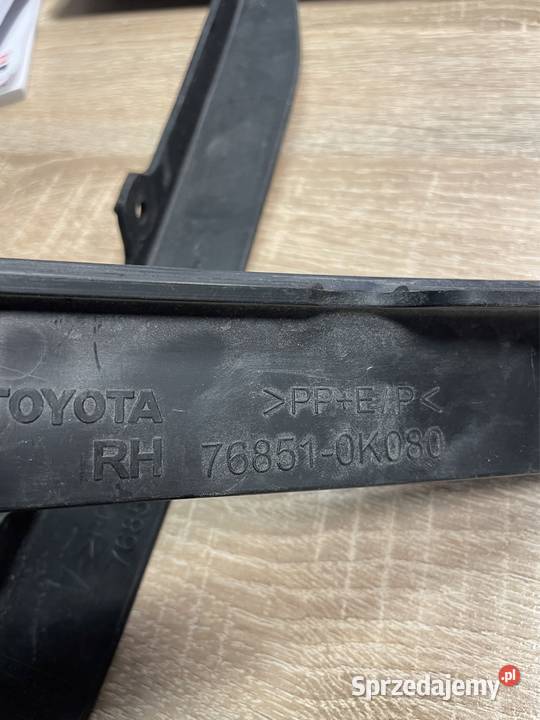 TOYOTA >PP+E/P<
RH 76851-0K080
Sprzedajemy.pl